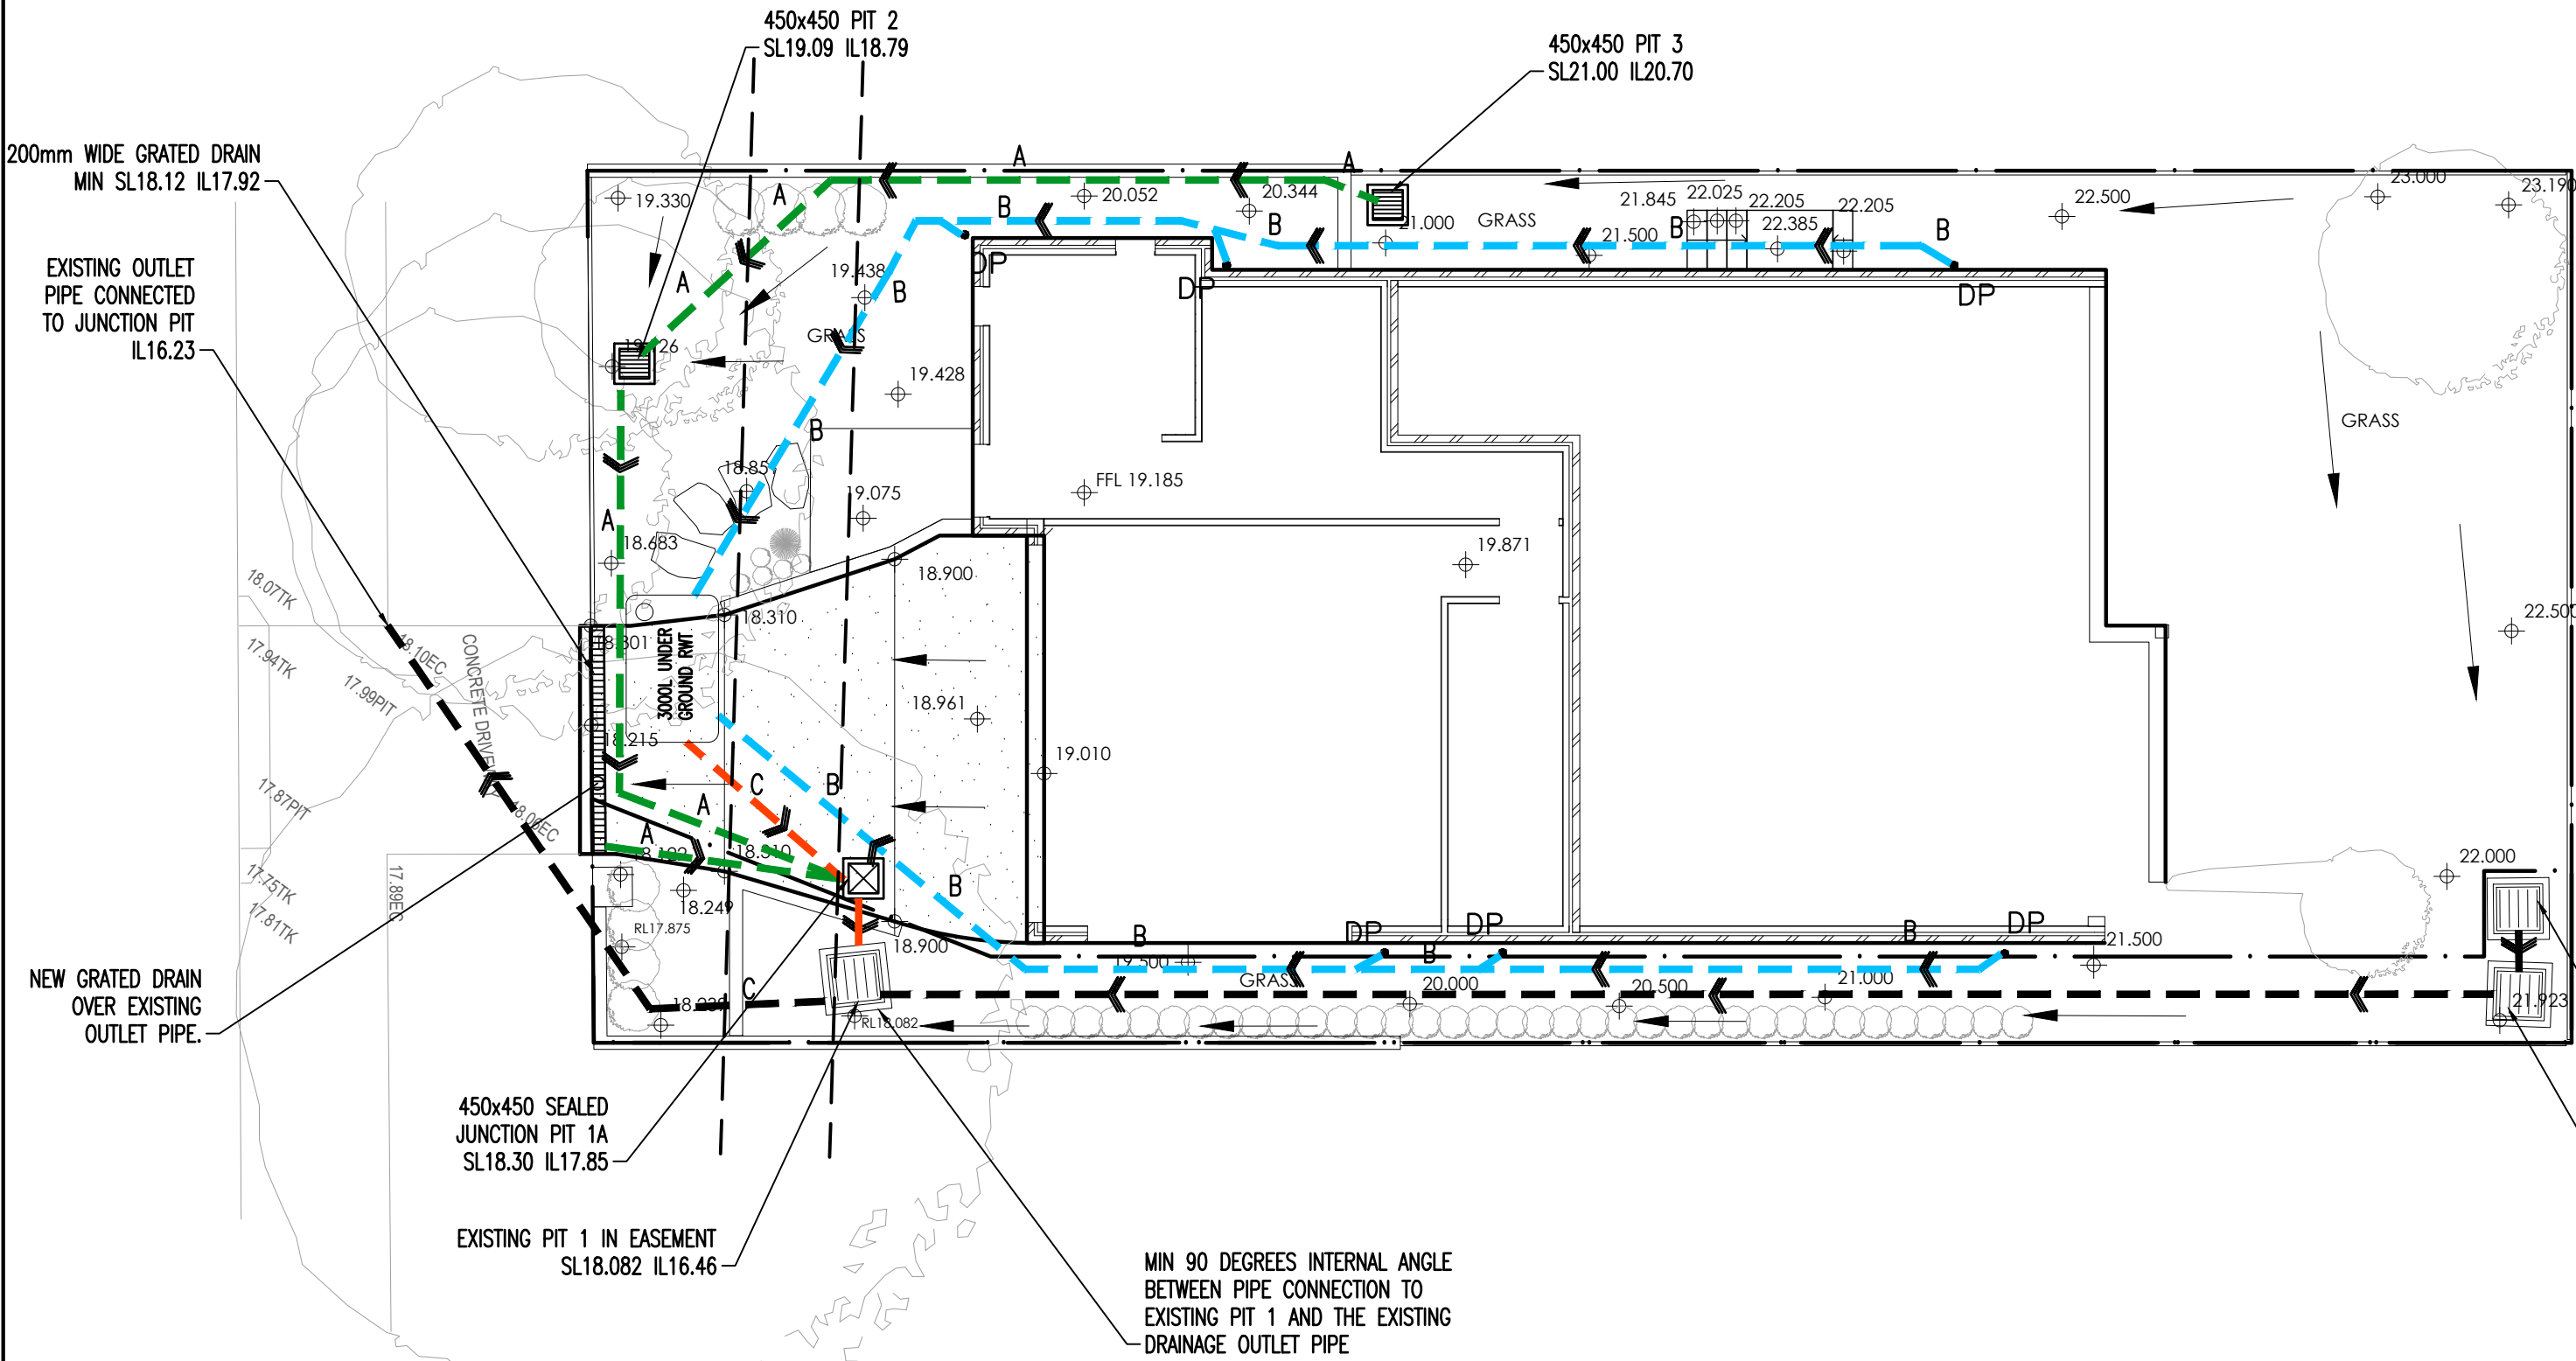 450x450 PIT 2
SL19.09 IL18.79
450x450 PIT 3
SL21.00 IL20.70
200mm WIDE GRATED DRAIN
MIN SL18.12 IL17.92
EXISTING OUTLET
PIPE CONNECTED
TO JUNCTION PIT
IL16.23
A
A
A
A
19.330
20.052
20.344
21.000
GRASS
21.845
22.025
22.205
22.385
22.205
21.500
22.500
23.000
23.190
B
B
B
B
B
B
DP
DP
DP
19.438
GRASS
19.428
GRASS
FFL 19.185
19.075
A
18.683
18.900
19.871
22.500
18.310
18.301
3000L UNDER
GROUND RWT
18.07TK
17.94TK
18.10EC
17.99PIT
17.87PIT
17.75TK
17.81TK
17.89EC
18.961
18.215
19.010
C
B
A
A
B
18.249
RL17.875
18.900
22.000
DP
DP
DP
B
B
B
19.500
21.500
GRASS
20.000
20.500
21.000
21.923
C
RL18.082
NEW GRATED DRAIN
OVER EXISTING
OUTLET PIPE.
450x450 SEALED
JUNCTION PIT 1A
SL18.30 IL17.85
EXISTING PIT 1 IN EASEMENT
SL18.082 IL16.46
MIN 90 DEGREES INTERNAL ANGLE
BETWEEN PIPE CONNECTION TO
EXISTING PIT 1 AND THE EXISTING
DRAINAGE OUTLET PIPE